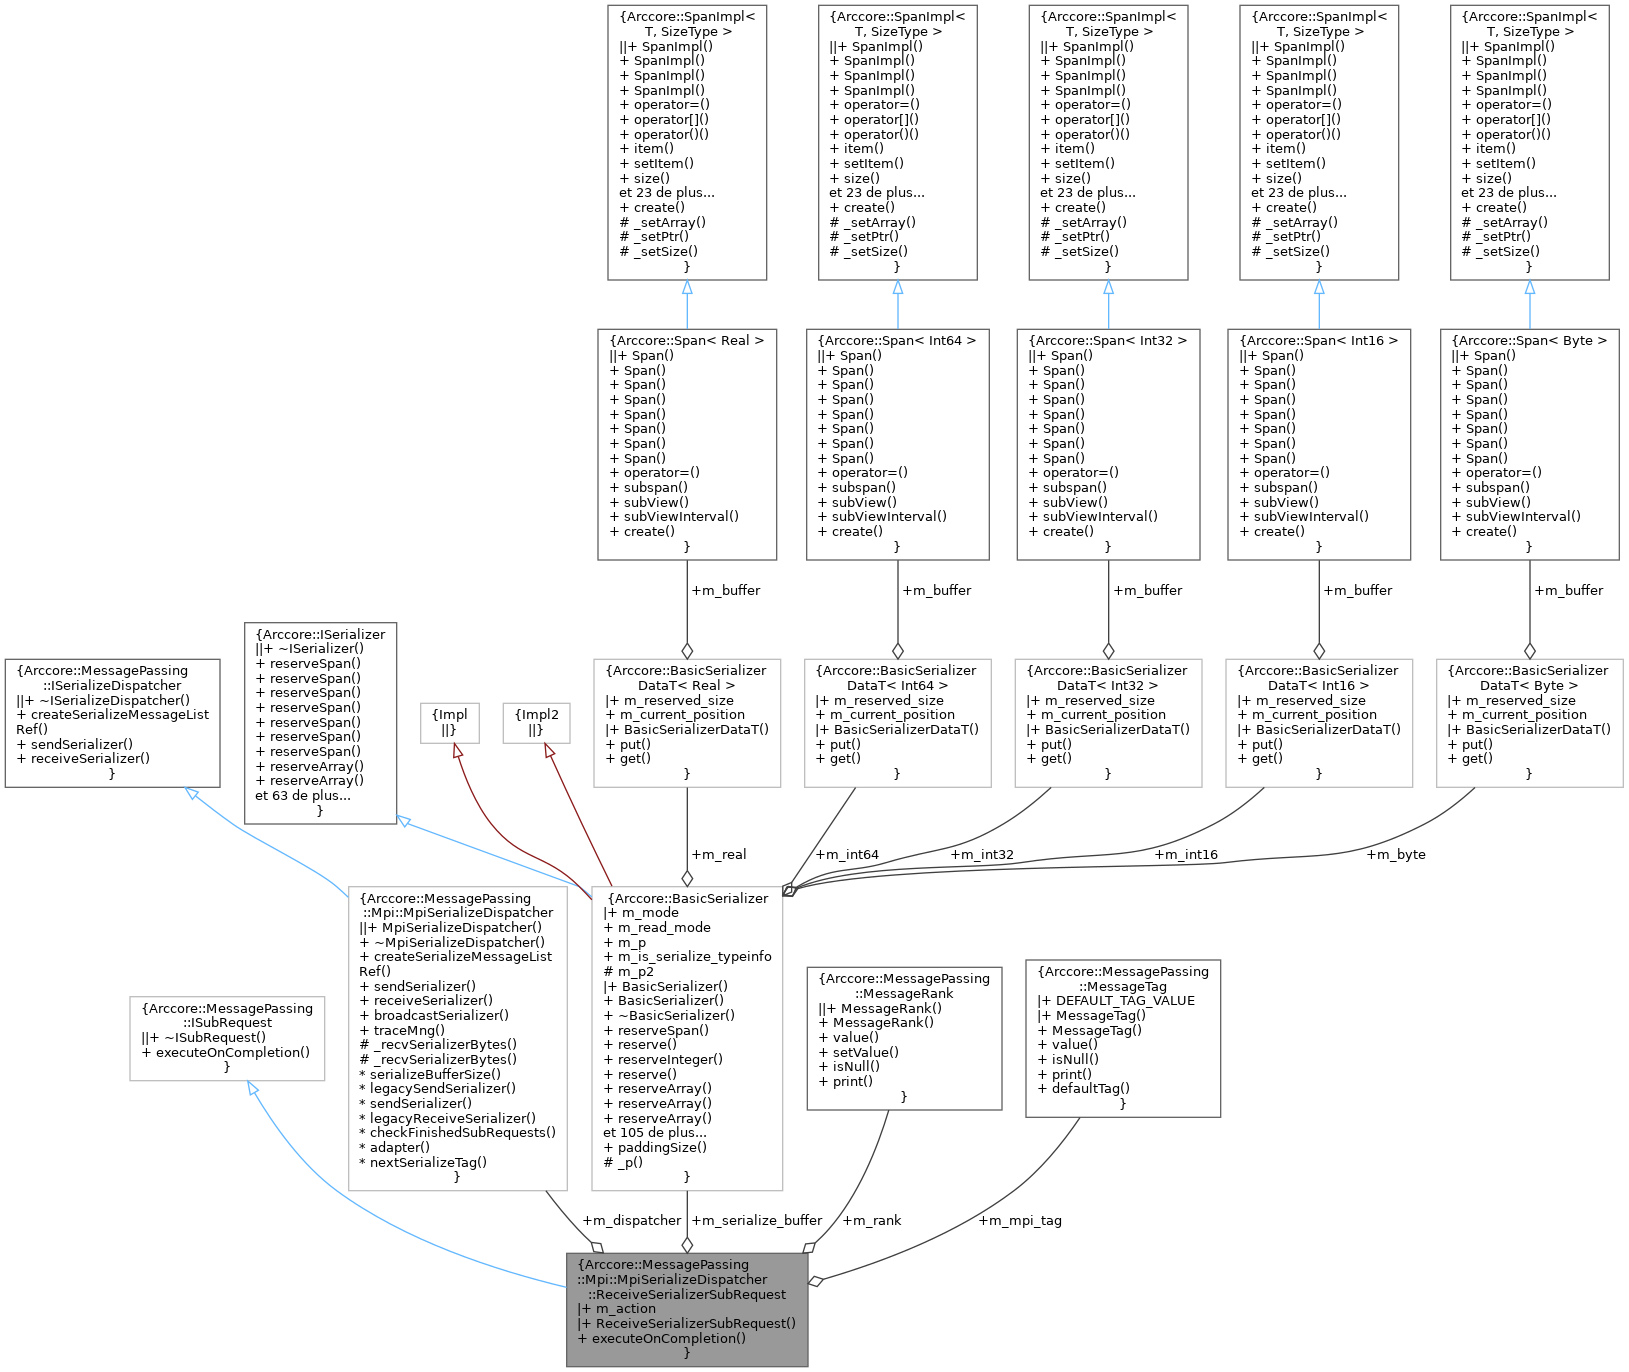 {Arccore::SpanImpl<
T, SizeType >
||+ SpanImpl()
+ SpanImpl()
+ SpanImpl()
+ SpanImpl()
+ operator=()
+ operator[]()
+ operator()()
+ item()
+ setItem()
+ size()
et 23 de plus...
+ create()
# _setArray()
# _setPtr()
# _setSize()
}
{Arccore::SpanImpl<
T, SizeType >
||+ SpanImpl()
+ SpanImpl()
+ SpanImpl()
+ SpanImpl()
+ operator=()
+ operator[]()
+ operator()()
+ item()
+ setItem()
+ size()
et 23 de plus...
+ create()
# _setArray()
# _setPtr()
# _setSize()
}
{Arccore::SpanImpl<
T, SizeType >
||+ SpanImpl()
+ SpanImpl()
+ SpanImpl()
+ SpanImpl()
+ operator=()
+ operator[]()
+ operator()()
+ item()
+ setItem()
+ size()
et 23 de plus...
+ create()
# _setArray()
# _setPtr()
# _setSize()
}
{Arccore::SpanImpl<
T, SizeType >
||+ SpanImpl()
+ SpanImpl()
+ SpanImpl()
+ SpanImpl()
+ operator=()
+ operator[]()
+ operator()()
+ item()
+ setItem()
+ size()
et 23 de plus...
+ create()
# _setArray()
# _setPtr()
# _setSize()
}
{Arccore::SpanImpl<
T, SizeType >
||+ SpanImpl()
+ SpanImpl()
+ SpanImpl()
+ SpanImpl()
+ operator=()
+ operator[]()
+ operator()()
+ item()
+ setItem()
+ size()
et 23 de plus...
+ create()
# _setArray()
# _setPtr()
# _setSize()
}
{Arccore::Span< Real >
||+ Span()
+ Span()
+ Span()
+ Span()
+ Span()
+ Span()
+ Span()
+ Span()
+ operator=()
+ subspan()
+ subView()
+ subViewInterval()
+ create()
}
{Arccore::Span< Int64 >
||+ Span()
+ Span()
+ Span()
+ Span()
+ Span()
+ Span()
+ Span()
+ Span()
+ operator=()
+ subspan()
+ subView()
+ subViewInterval()
+ create()
}
{Arccore::Span< Int32 >
||+ Span()
+ Span()
+ Span()
+ Span()
+ Span()
+ Span()
+ Span()
+ Span()
+ operator=()
+ subspan()
+ subView()
+ subViewInterval()
+ create()
}
{Arccore::Span< Int16 >
||+ Span()
+ Span()
+ Span()
+ Span()
+ Span()
+ Span()
+ Span()
+ Span()
+ operator=()
+ subspan()
+ subView()
+ subViewInterval()
+ create()
}
{Arccore::Span< Byte >
||+ Span()
+ Span()
+ Span()
+ Span()
+ Span()
+ Span()
+ Span()
+ Span()
+ operator=()
+ subspan()
+ subView()
+ subViewInterval()
+ create()
}
+m_buffer
+m_buffer
+m_buffer
+m_buffer
+m_buffer
{Arccore::MessagePassing
::ISerializeDispatcher
||+ ~ISerializeDispatcher()
+ createSerializeMessageList
Ref()
+ sendSerializer()
+ receiveSerializer()
}
{Arccore::ISerializer
||+ ~ISerializer()
+ reserveSpan()
+ reserveSpan()
+ reserveSpan()
+ reserveSpan()
+ reserveSpan()
+ reserveSpan()
+ reserveSpan()
+ reserveArray()
+ reserveArray()
et 63 de plus...
}
{Impl
||}
{Impl2
||}
{Arccore::BasicSerializer
DataT< Real >
|+ m_reserved_size
+ m_current_position
|+ BasicSerializerDataT()
+ put()
+ get()
}
{Arccore::BasicSerializer
DataT< Int64 >
|+ m_reserved_size
+ m_current_position
|+ BasicSerializerDataT()
+ put()
+ get()
}
{Arccore::BasicSerializer
DataT< Int32 >
|+ m_reserved_size
+ m_current_position
|+ BasicSerializerDataT()
+ put()
+ get()
}
{Arccore::BasicSerializer
DataT< Int16 >
|+ m_reserved_size
+ m_current_position
|+ BasicSerializerDataT()
+ put()
+ get()
}
{Arccore::BasicSerializer
DataT< Byte >
|+ m_reserved_size
+ m_current_position
|+ BasicSerializerDataT()
+ put()
+ get()
}
+m_real
+m_int64
+m_int32
+m_int16
+m_byte
{Arccore::MessagePassing
::ISubRequest
||+ ~ISubRequest()
+ executeOnCompletion()
}
{Arccore::MessagePassing
::Mpi::MpiSerializeDispatcher
||+ MpiSerializeDispatcher()
+ ~MpiSerializeDispatcher()
+ createSerializeMessageList
Ref()
+ sendSerializer()
+ receiveSerializer()
+ broadcastSerializer()
+ traceMng()
# _recvSerializerBytes()
# _recvSerializerBytes()
* serializeBufferSize()
* legacySendSerializer()
* sendSerializer()
* legacyReceiveSerializer()
* checkFinishedSubRequests()
* adapter()
* nextSerializeTag()
}
{Arccore::BasicSerializer
|+ m_mode
+ m_read_mode
+ m_p
+ m_is_serialize_typeinfo
# m_p2
|+ BasicSerializer()
+ BasicSerializer()
+ ~BasicSerializer()
+ reserveSpan()
+ reserve()
+ reserveInteger()
+ reserve()
+ reserveArray()
+ reserveArray()
+ reserveArray()
et 105 de plus...
+ paddingSize()
# _p()
}
{Arccore::MessagePassing
::MessageRank
||+ MessageRank()
+ MessageRank()
+ value()
+ setValue()
+ isNull()
+ print()
}
{Arccore::MessagePassing
::MessageTag
|+ DEFAULT_TAG_VALUE
|+ MessageTag()
+ MessageTag()
+ value()
+ isNull()
+ print()
+ defaultTag()
}
+m_dispatcher
+m_serialize_buffer
+m_rank
+m_mpi_tag
{Arccore::MessagePassing
::Mpi::MpiSerializeDispatcher
::ReceiveSerializerSubRequest
|+ m_action
|+ ReceiveSerializerSubRequest()
+ executeOnCompletion()
}